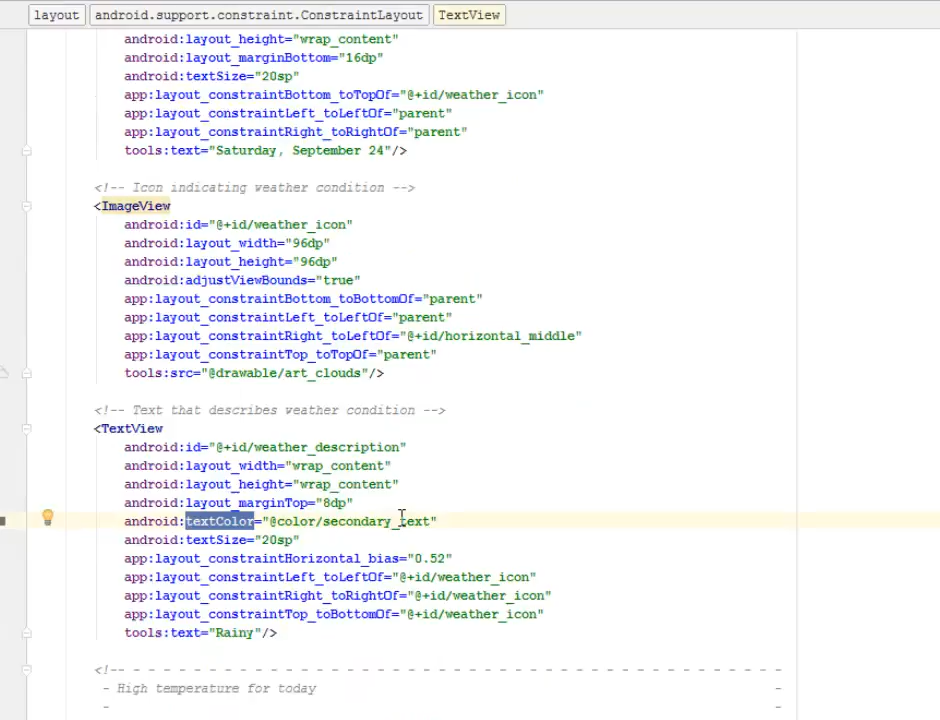 layout android.support.constraint.ConstraintLayout TextView
android:layout_height="wrap_content"
android:layout_marginBottom="16dp"
android:textSize="20sp"
app:layout_constraintBottom_toTopOf="@+id/weather_icon"
app:layout_constraintLeft_toLeftOf="parent"
app:layout_constraintRight_toRightOf="parent"
tools:text="Saturday, September 24"/>
<!-- Icon indicating weather condition -->
<ImageView
android:id="@+id/weather_icon"
android:layout_width="96dp"
android:layout_height="96dp"
android:adjustViewBounds="true"
app:layout_constraintBottom_toBottomOf="parent"
app:layout_constraintLeft_toLeftOf="parent"
app:layout_constraintRight_toLeftOf="@+id/horizontal_middle"
app:layout_constraintTop_toTopOf="parent"
tools:src="@drawable/art_clouds"/>
<!-- Text that describes weather condition -->
<TextView
android:id="@+id/weather_description"
android:layout_width="wrap_content"
android:layout_height="wrap_content"
android:layout_marginTop="8dp"
android:textColor="@color/secondary_text"
android:textSize="20sp"
app:layout_constraintHorizontal_bias="0.52"
app:layout_constraintLeft_toLeftOf="@+id/weather_icon"
app:layout_constraintRight_toRightOf="@+id/weather_icon"
app:layout_constraintTop_toBottomOf="@+id/weather_icon"
tools:text="Rainy"/>
<!-- - - - - - - - - - - - - - - - - - - - - - - - - - - - - - - - - - - - - - - - - - -
- High temperature for today -
- -